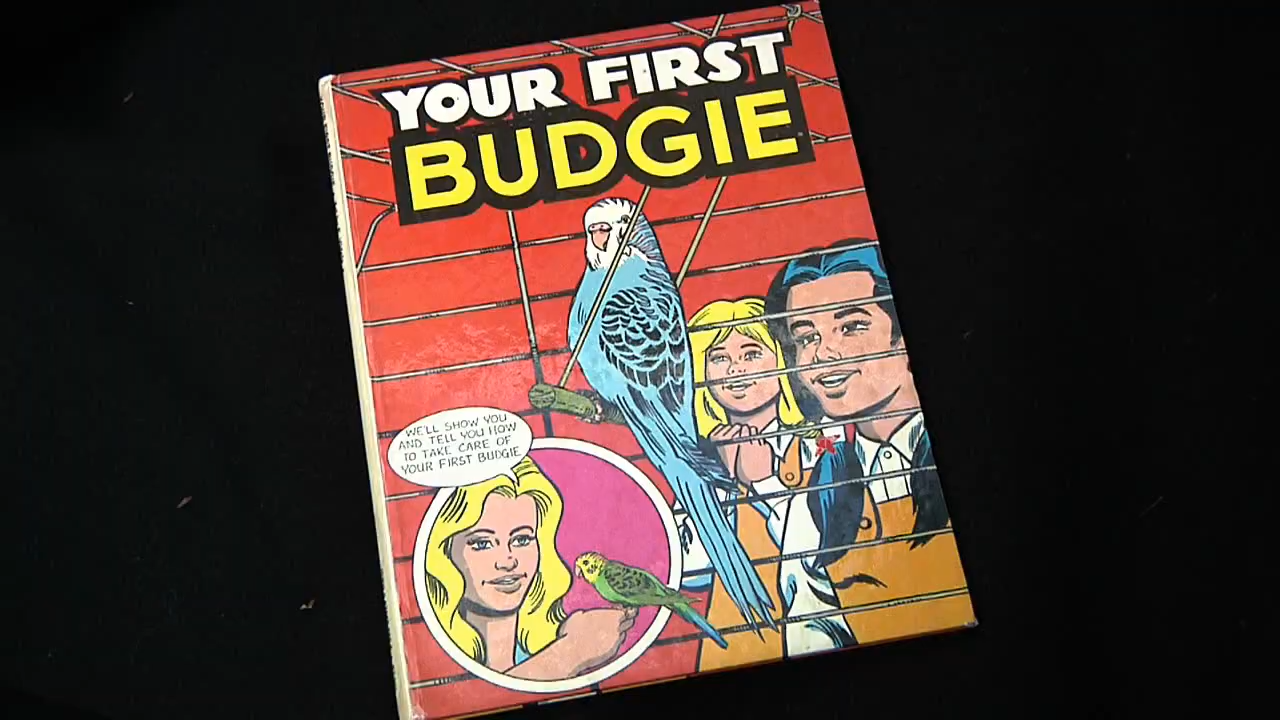 YOUR FIRST
BUDGIE
WE'LL SHOW YOU
AND TELL YOU HOW
TO TAKE CARE OF
YOUR FIRST BUDGIE